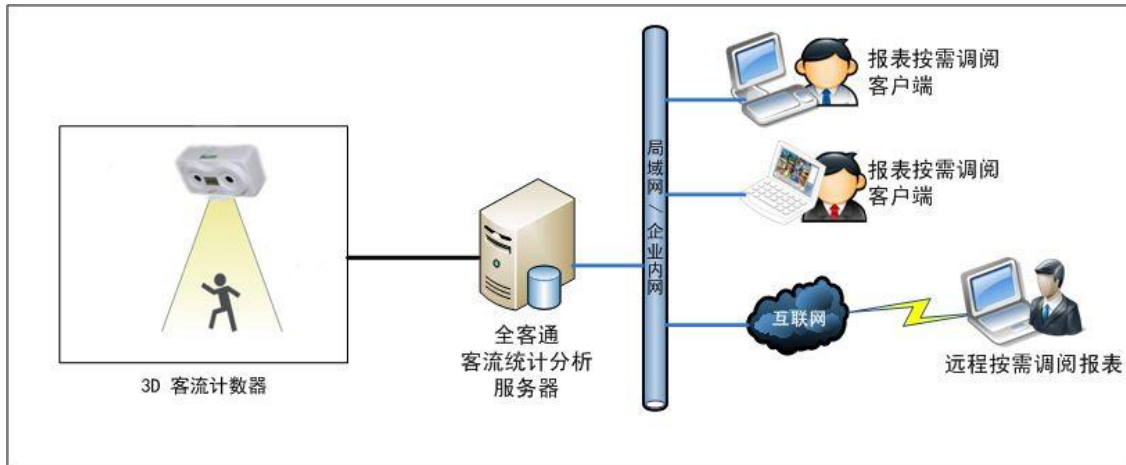 报表按需调阅
客户端
报表按需调阅
客户端
局域网/企业内网
全客通
客流统计分析
服务器
3D 客流计数器
互联网
远程按需调阅报表